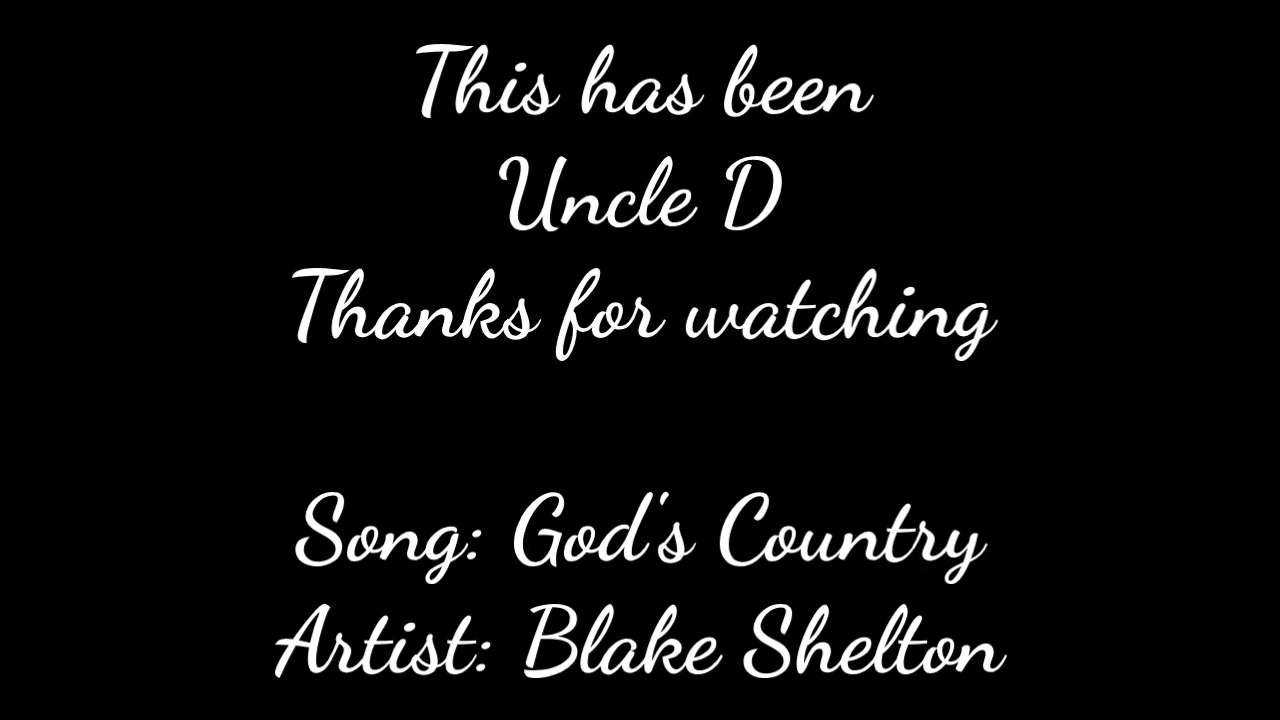 This has been
Uncle D
Thanks for watching
Song: God's Country
Artist: Blake Shelton